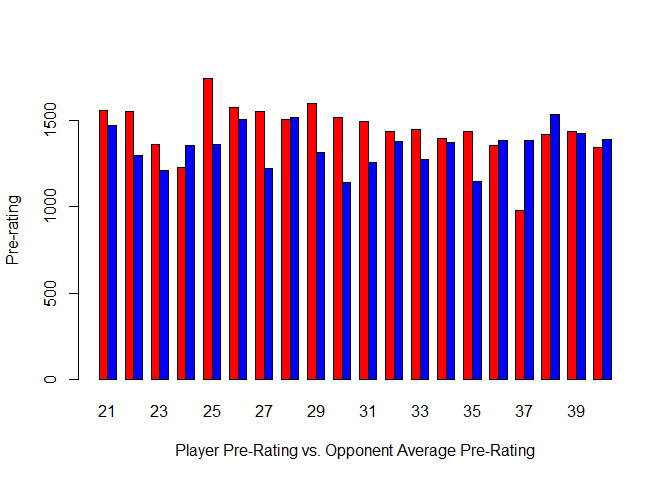 Pre-rating
1500
1000
500
0
21 23 25 27 29 31 33 35 37 39
Player Pre-Rating vs. Opponent Average Pre-Rating